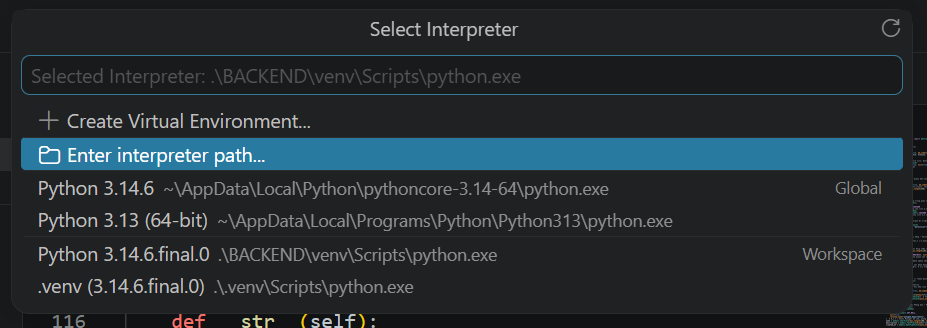 Select Interpreter
Selected Interpreter: .\BACKEND\venv\Scripts\python.exe
Create Virtual Environment...
Enter interpreter path...
Python 3.14.6 ~\AppData\Local\Python\pythoncore-3.14-64\python.exe Global
Python 3.13 (64-bit) ~\AppData\Local\Programs\Python\Python313\python.exe
Python 3.14.6.final.0 .\BACKEND\venv\Scripts\python.exe Workspace
.venv (3.14.6.final.0) .\.venv\Scripts\python.exe
116 def __str__(self):